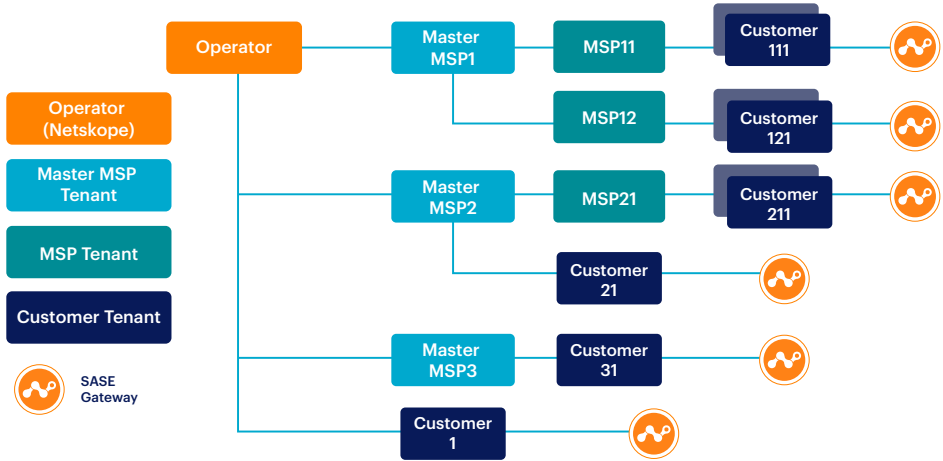 Operator
Master
MSP1
MSP11
Customer
111
MSP12
Customer
121
Master
MSP2
MSP21
Customer
211
Customer
21
Master
MSP3
Customer
31
Customer
1
Operator
(Netskope)
Master MSP
Tenant
MSP Tenant
Customer Tenant
SASE
Gateway